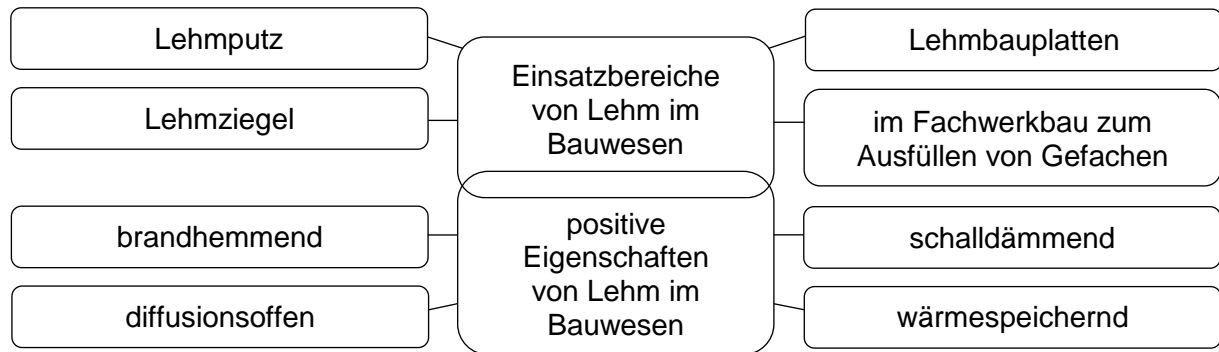 Lehmputz
Lehmziegel
Einsatzbereiche
von Lehm im
Bauwesen
Lehmbauplatten
im Fachwerkbau zum
Ausfüllen von Gefachen
brandhemmend
diffusionsoffen
positive
Eigenschaften
von Lehm im
Bauwesen
schalldämmend
wärmespeichernd